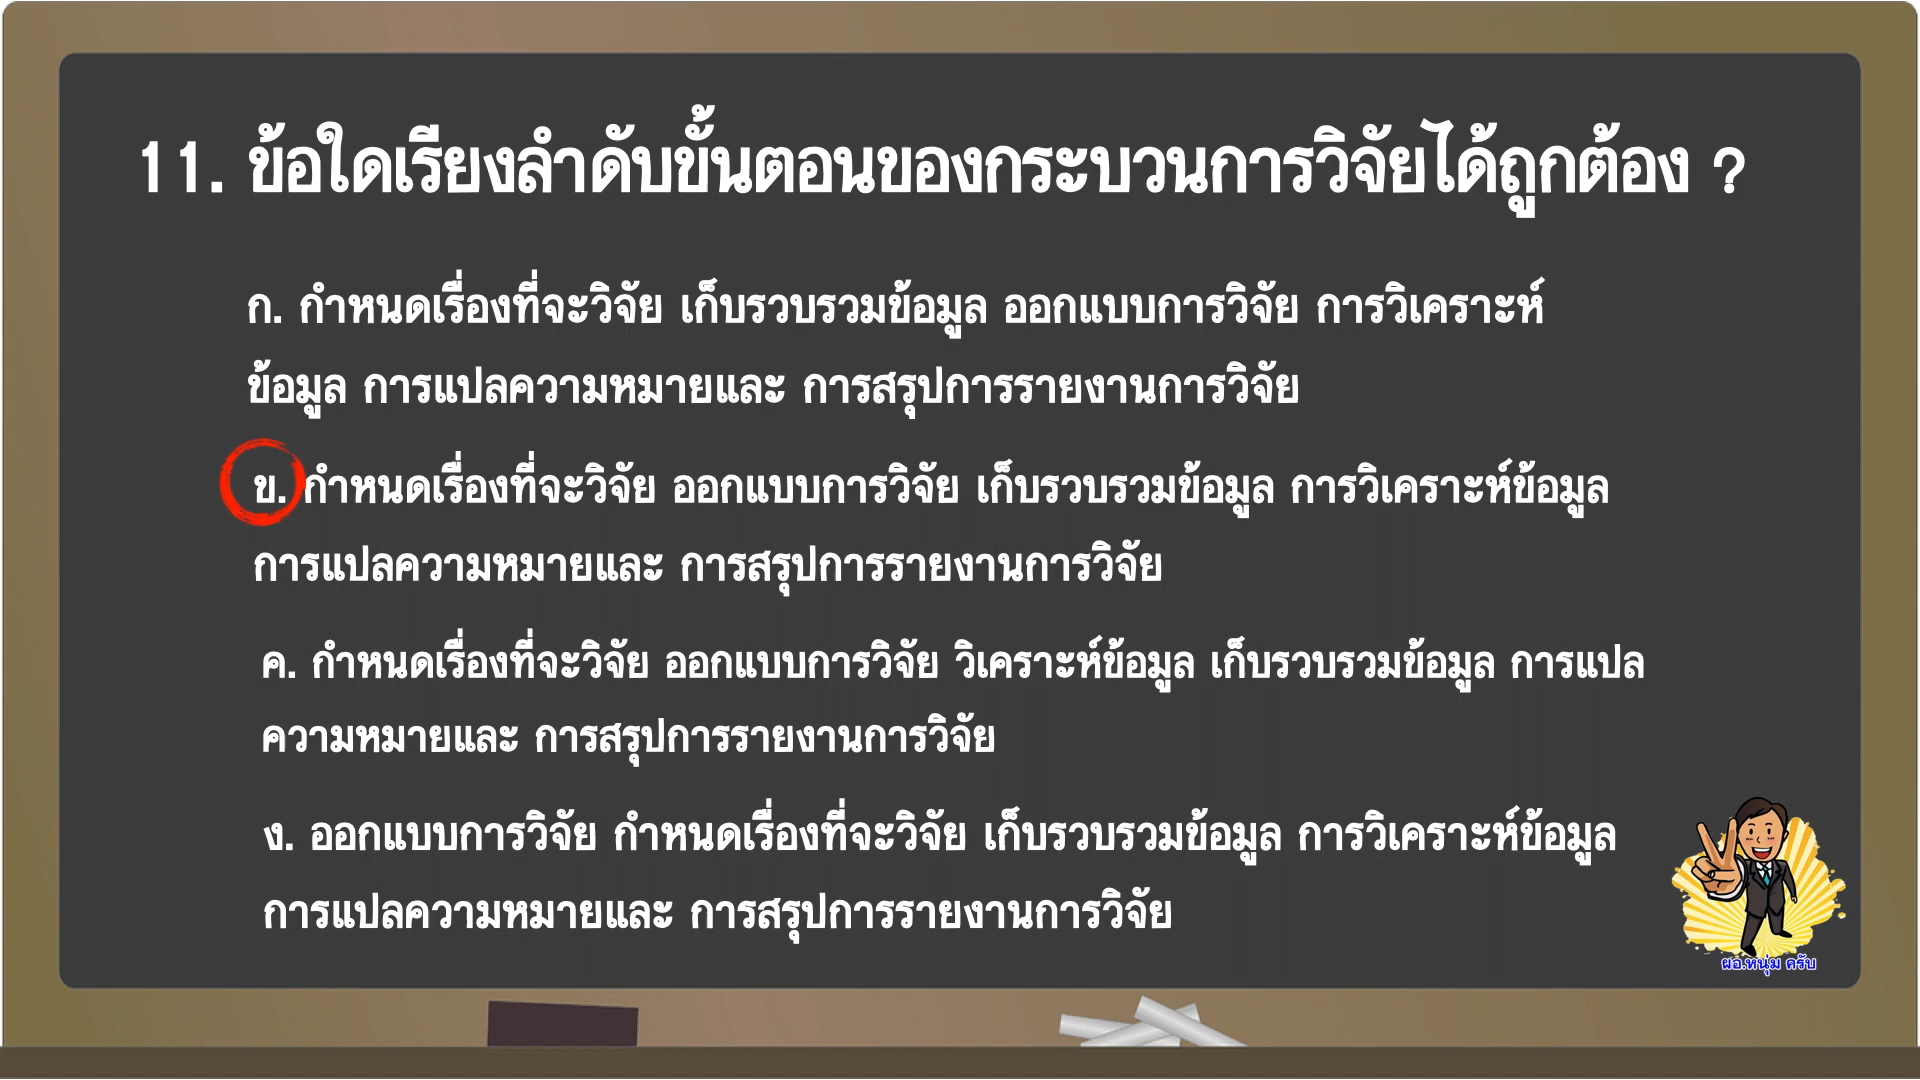 11. ข้อใดเรียงลำดับขั้นตอนของกระบวนการวิจัยได้ถูกต้อง ?
ก. กำหนดเรื่องที่จะวิจัย เก็บรวบรวมข้อมูล ออกแบบการวิจัย การวิเคราะห์
ข้อมูล การแปลความหมายและ การสรุปการรายงานการวิจัย
ข. กำหนดเรื่องที่จะวิจัย ออกแบบการวิจัย เก็บรวบรวมข้อมูล การวิเคราะห์ข้อมูล
การแปลความหมายและ การสรุปการรายงานการวิจัย
ค. กำหนดเรื่องที่จะวิจัย ออกแบบการวิจัย วิเคราะห์ข้อมูล เก็บรวบรวมข้อมูล การแปล
ความหมายและ การสรุปการรายงานการวิจัย
ง. ออกแบบการวิจัย กำหนดเรื่องที่จะวิจัย เก็บรวบรวมข้อมูล การวิเคราะห์ข้อมูล
การแปลความหมายและ การสรุปการรายงานการวิจัย
ผอ.หนุ่ม ครับ